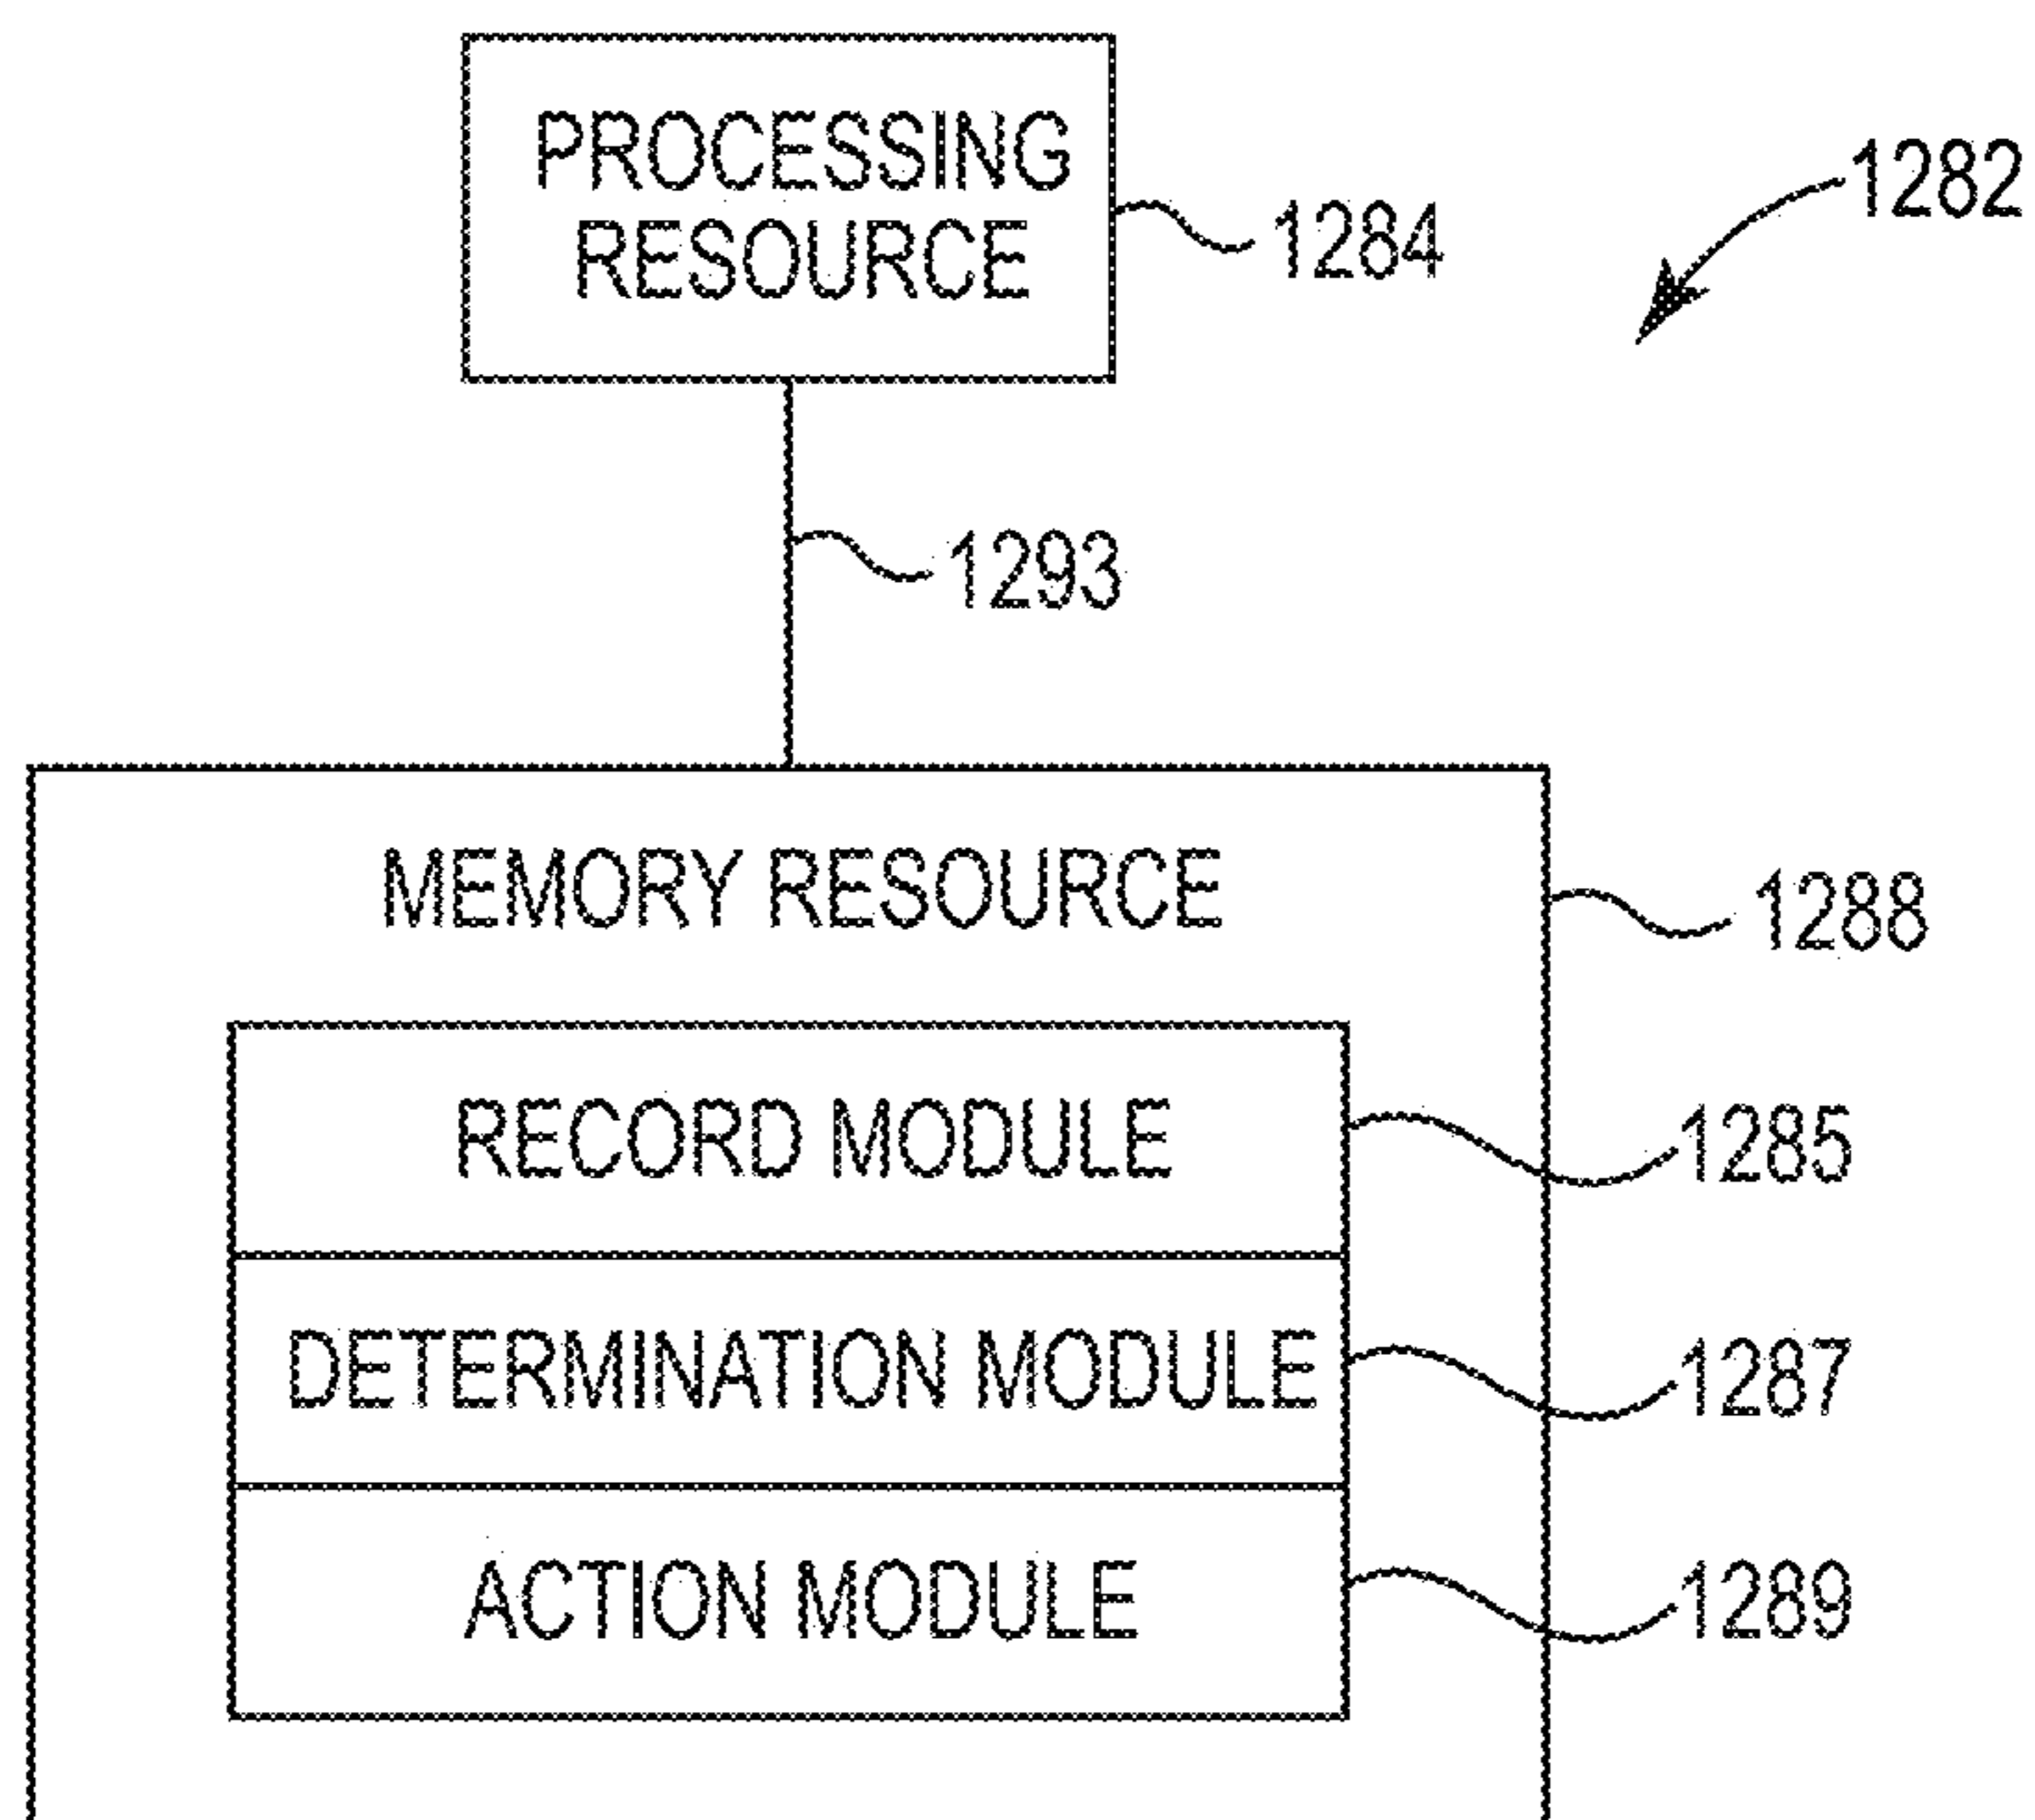 PROCESSING
RESOURCE
1284
1282
1293
MEMORY RESOURCE
1288
RECORD MODULE
1285
DETERMINATION MODULE
1287
ACTION MODULE
1289